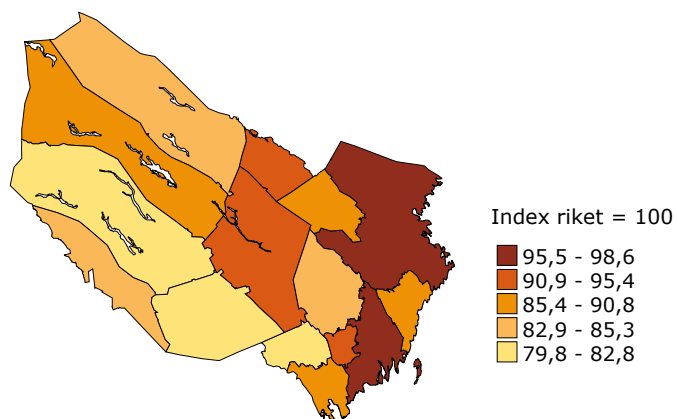 Index riket = 100
95,5 - 98,6
90,9 - 95,4
85,4 - 90,8
82,9 - 85,3
79,8 - 82,8